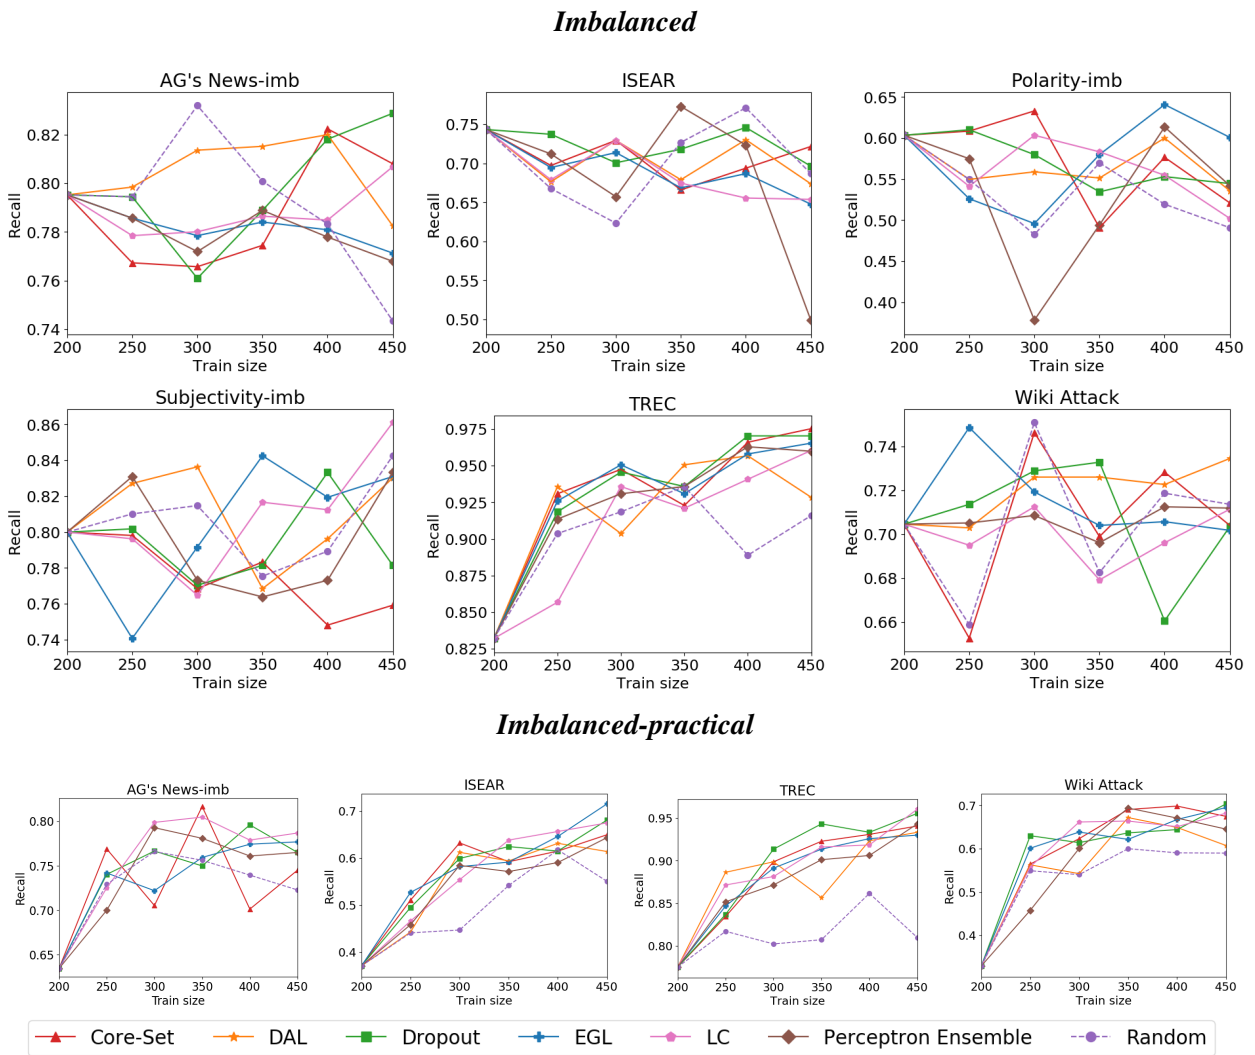 Imbalanced
AG's News-imb
0.82
0.80
0.78
0.76
0.74
Recall
200 250 300 350 400 450
Train size
ISEAR
0.75
0.70
0.65
0.60
0.55
0.50
Recall
200 250 300 350 400 450
Train size
Polarity-imb
0.65
0.60
0.55
0.50
0.45
0.40
Recall
200 250 300 350 400 450
Train size
Subjectivity-imb
0.86
0.84
0.82
0.80
0.78
0.76
0.74
Recall
200 250 300 350 400 450
Train size
TREC
0.975
0.950
0.925
0.900
0.875
0.850
0.825
Recall
200 250 300 350 400 450
Train size
Wiki Attack
0.74
0.72
0.70
0.68
0.66
Recall
200 250 300 350 400 450
Train size
Imbalanced-practical
AG's News-imb
0.80
0.75
0.70
0.65
Recall
200 250 300 350 400 450
Train size
ISEAR
0.7
0.6
0.5
0.4
Recall
200 250 300 350 400 450
Train size
TREC
0.95
0.90
0.85
0.80
Recall
200 250 300 350 400 450
Train size
Wiki Attack
0.7
0.6
0.5
0.4
Recall
200 250 300 350 400 450
Train size
Core-Set DAL Dropout EGL LC Perceptron Ensemble Random